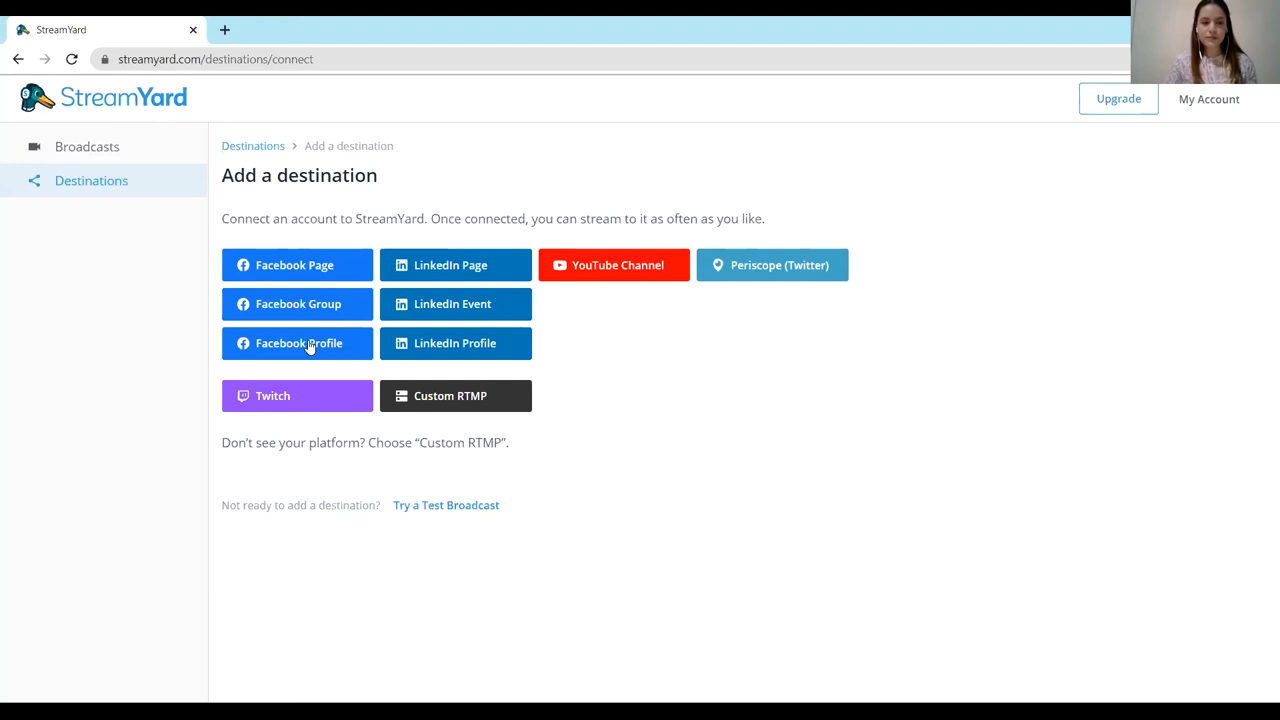 StreamYard
streamyard.com/destinations/connect
StreamYard
Upgrade
My Account
Broadcasts
Destinations
Destinations > Add a destination
Add a destination
Connect an account to StreamYard. Once connected, you can stream to it as often as you like.
Facebook Page
LinkedIn Page
YouTube Channel
Periscope (Twitter)
Facebook Group
LinkedIn Event
Facebook Profile
LinkedIn Profile
Twitch
Custom RTMP
Don't see your platform? Choose “Custom RTMP”.
Not ready to add a destination? Try a Test Broadcast